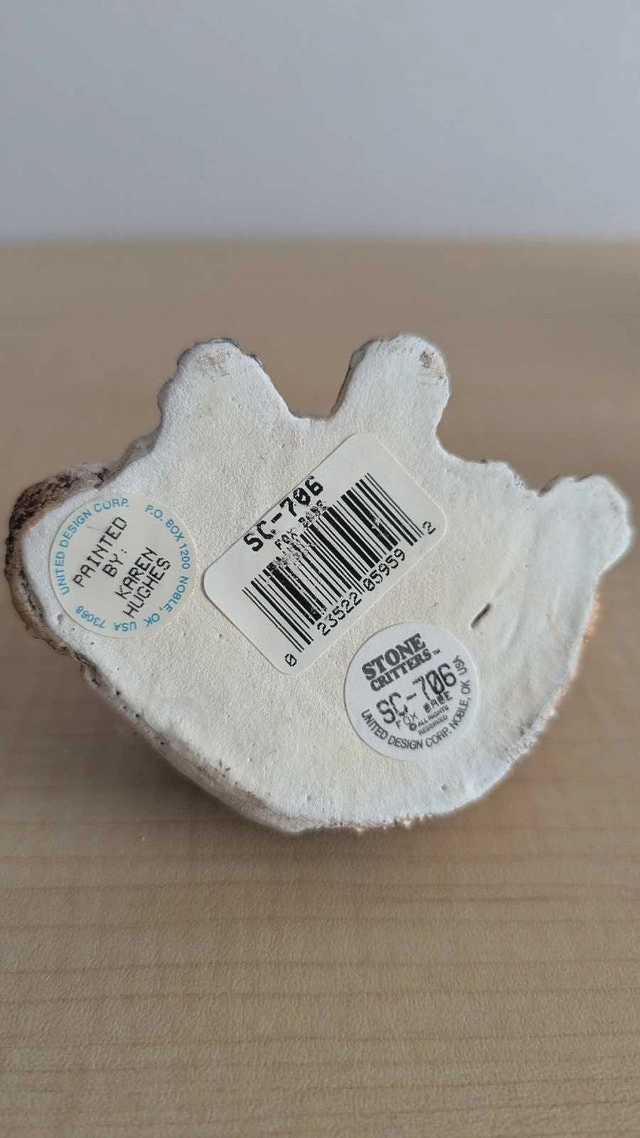 UNITED DESIGN CORP. P.O. BOX 1200 NOBLE, OK USA 73068
PAINTED
BY:
KAREN
HUGHES
SC-706
FOX BABE
0 23522 05959 2
STONE
CRITTERS™
SC-706
FOX BABE
© ALL RIGHTS
RESERVED
UNITED DESIGN CORP. NOBLE, OK USA